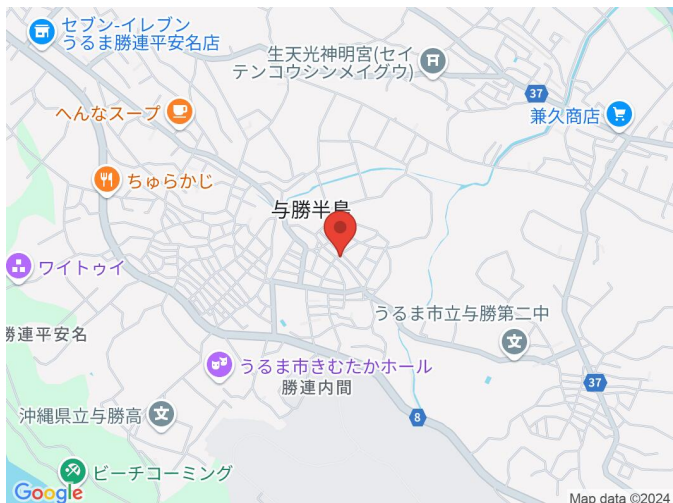 セブン-イレブン
うるま勝連平安名店
生天光神明宮(セイ
テンコウシンメイグウ)
37
へんなスープ
兼久商店
ちゅらかじ
与勝半島
ワイトゥイ
うるま市立与勝第二中
勝連平安名
うるま市きむたかホール
37
勝連内間
沖縄県立与勝高
8
ビーチコーミング
Google
Map data ©2024